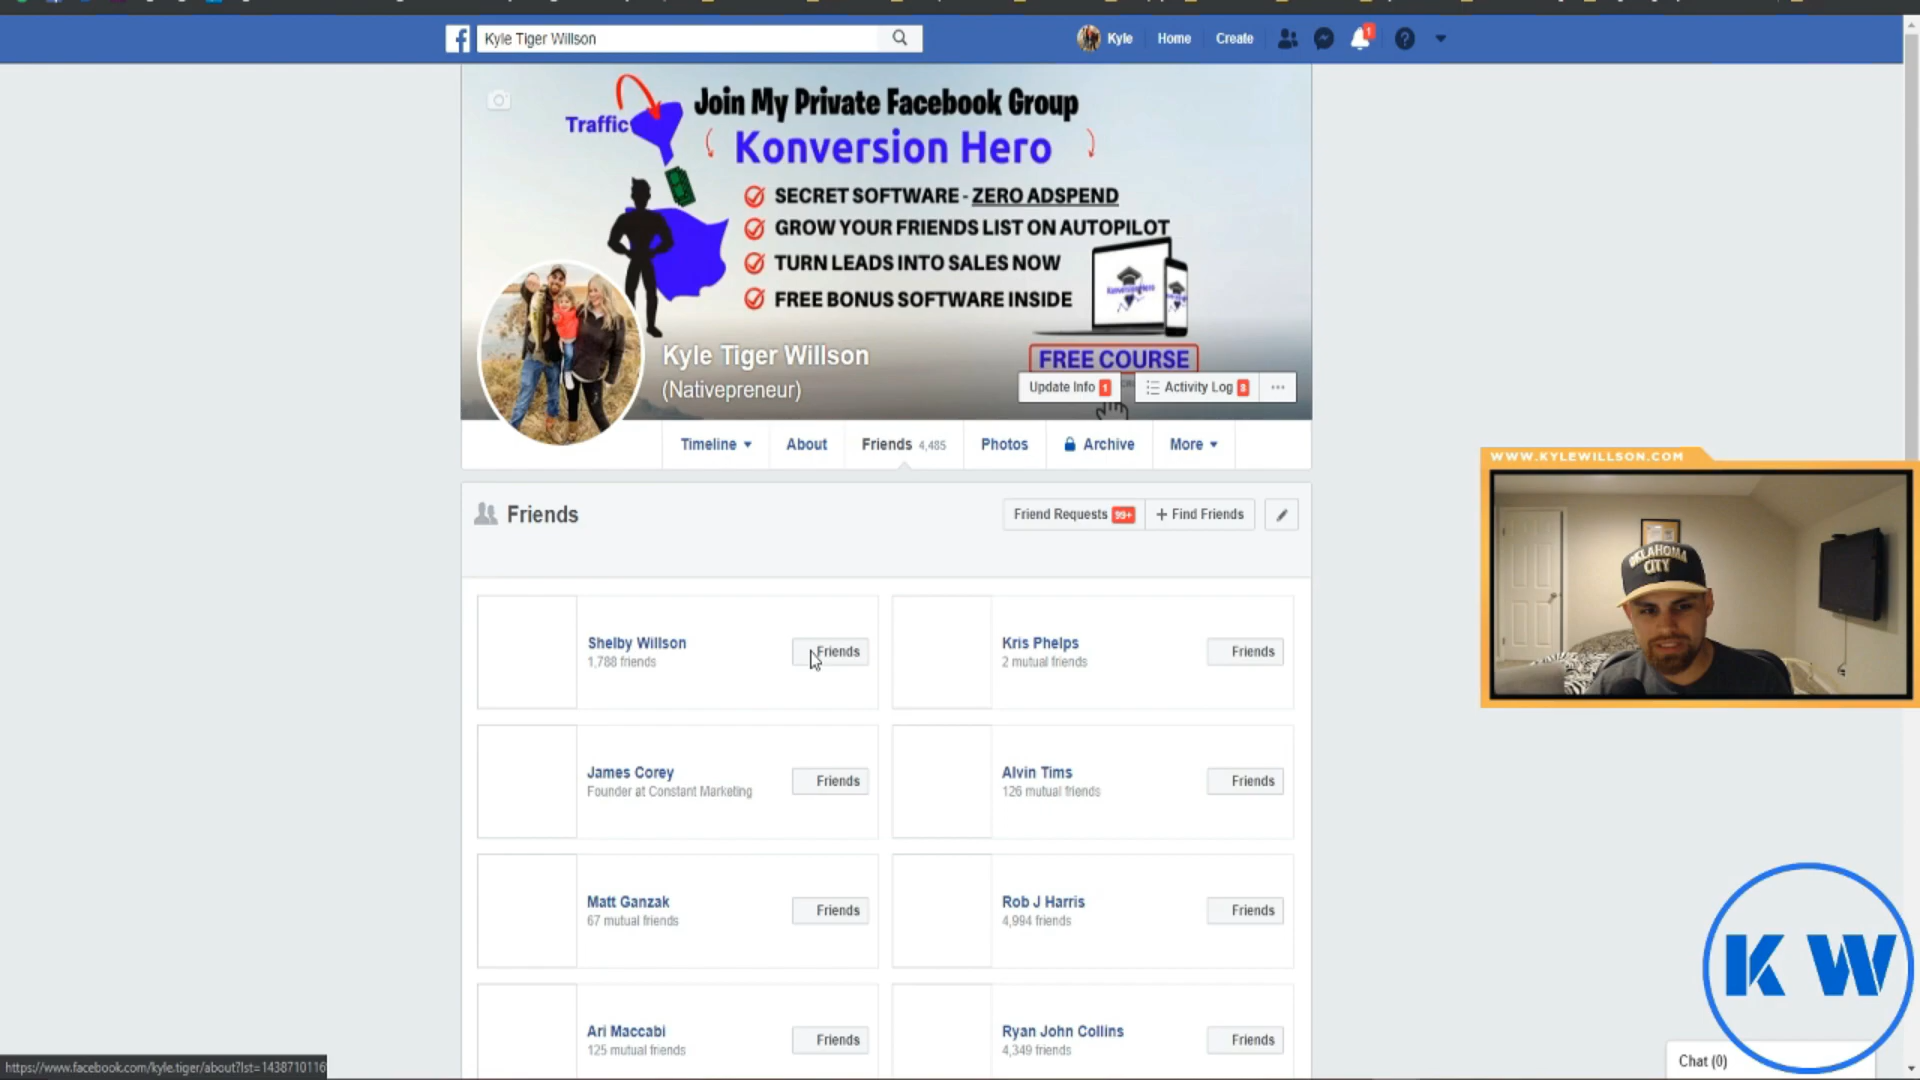 Kyle Tiger Willson
Kyle
Home
Create
1
Join My Private Facebook Group
Traffic
Konversion Hero
SECRET SOFTWARE - ZERO ADSPEND
GROW YOUR FRIENDS LIST ON AUTOPILOT
TURN LEADS INTO SALES NOW
FREE BONUS SOFTWARE INSIDE
Kyle Tiger Willson
(Nativepreneur)
FREE COURSE
Update Info 1
Activity Log 3
Timeline
About
Friends 4,485
Photos
Archive
More
WWW.KYLEWILLSON.COM
OKLAHOMA
CITY
Friends
Friend Requests 99+
+ Find Friends
Shelby Willson
1,788 friends
Friends
Kris Phelps
2 mutual friends
Friends
James Corey
Founder at Constant Marketing
Friends
Alvin Tims
126 mutual friends
Friends
Matt Ganzak
67 mutual friends
Friends
Rob J Harris
4,994 friends
Friends
Ari Maccabi
125 mutual friends
Friends
Ryan John Collins
4,349 friends
Friends
K W
Chat (0)
https://www.facebook.com/kyle.tiger/about?lst=1438710116